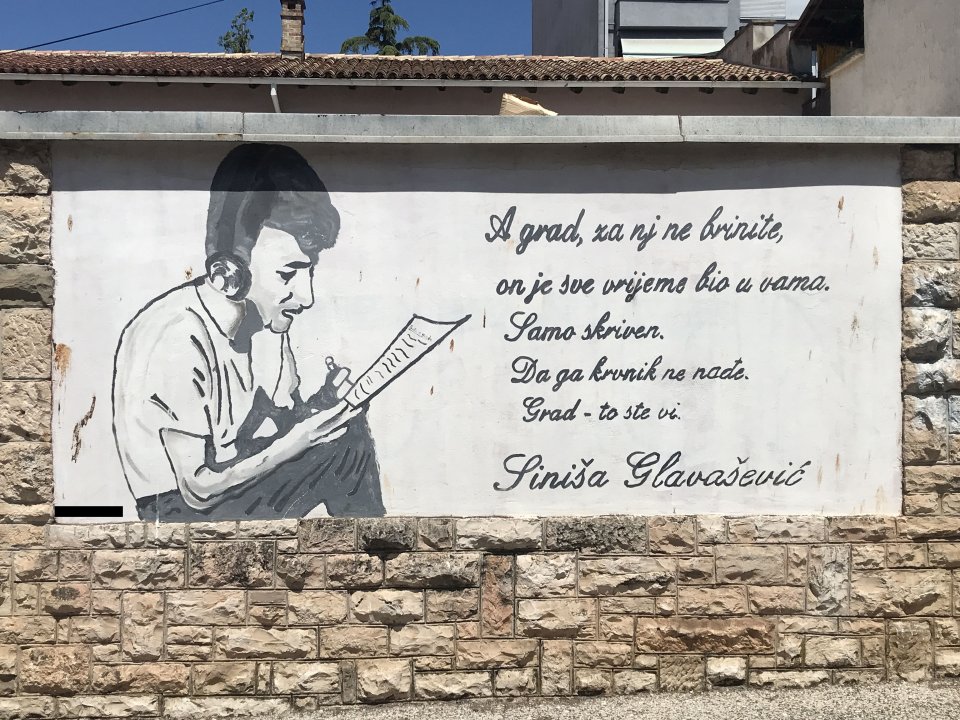 A grad, za nj ne brinite,
on je sve vrijeme bio u vama.
Samo skriven.
Da ga krvnik ne nađe.
Grad - to ste vi.
Siniša Glavašević